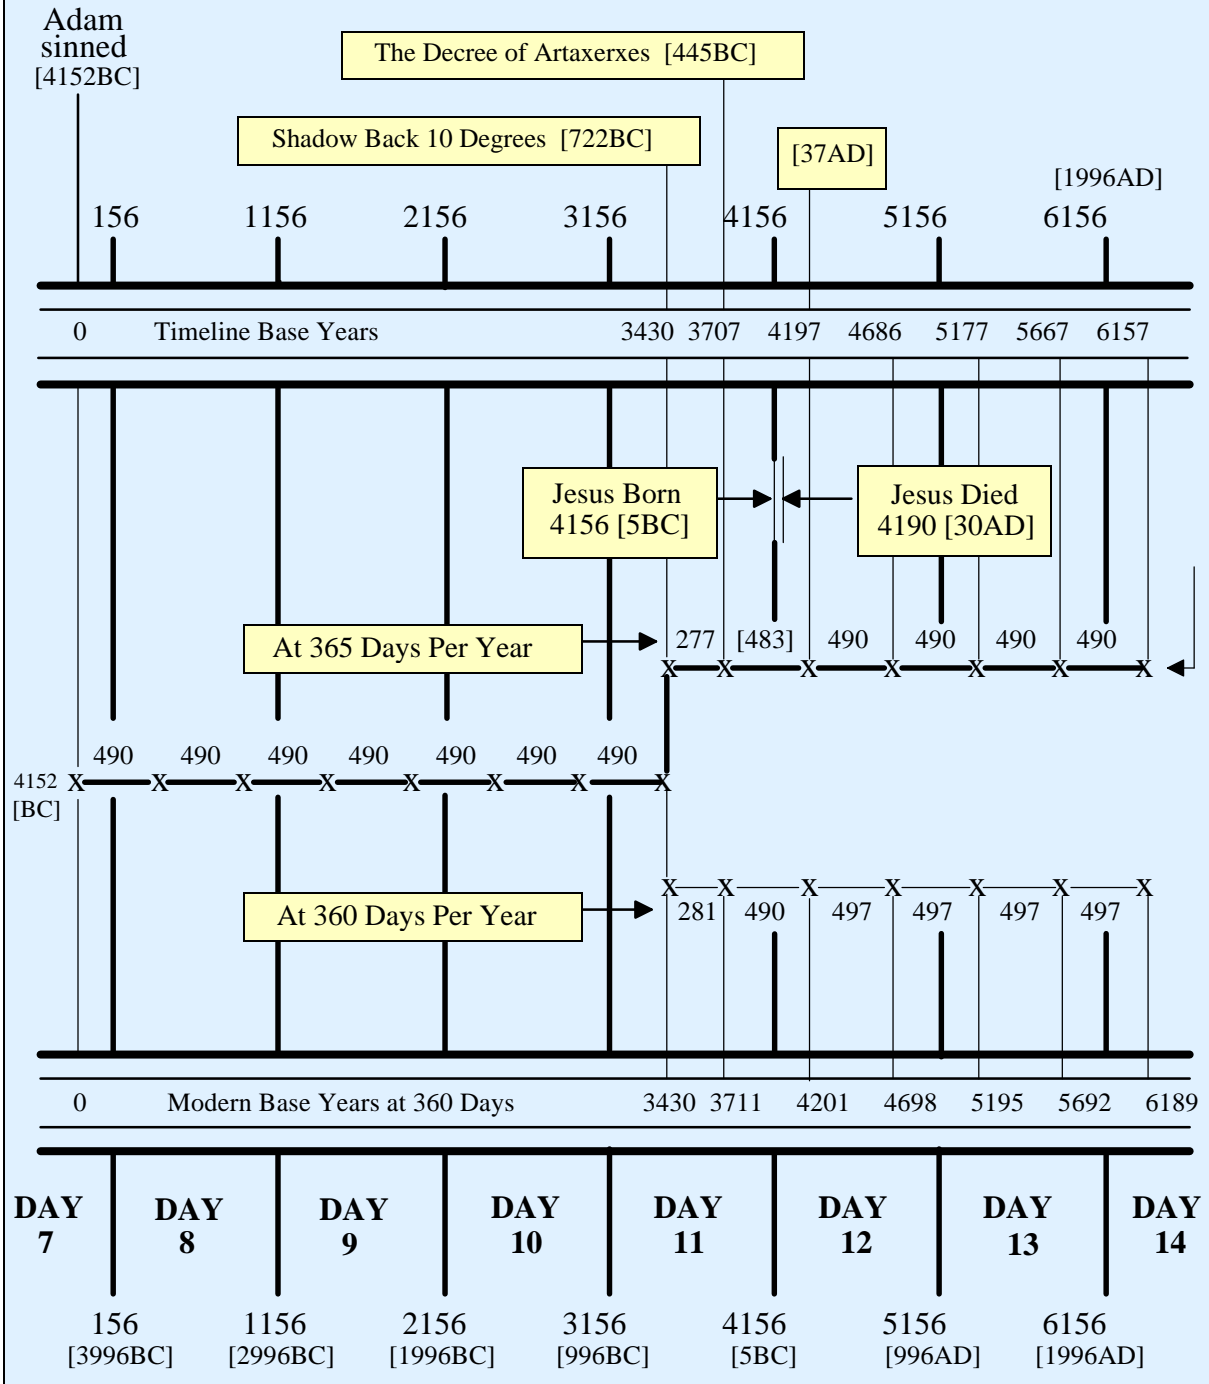 Adam
sinned
[4152BC]
The Decree of Artaxerxes [445BC]
Shadow Back 10 Degrees [722BC]
[37AD]
[1996AD]
156 1156 2156 3156 4156 5156 6156
0 Timeline Base Years 3430 3707 4197 4686 5177 5667 6157
Jesus Born
4156 [5BC]
Jesus Died
4190 [30AD]
At 365 Days Per Year
277 [483] 490 490 490 490
X X X X X X X
490 490 490 490 490 490 490
4152 X X X X X X X X
[BC]
X X X X X X X
At 360 Days Per Year
281 490 497 497 497 497
0 Modern Base Years at 360 Days 3430 3711 4201 4698 5195 5692 6189
DAY DAY DAY DAY DAY DAY DAY DAY
7 8 9 10 11 12 13 14
156 1156 2156 3156 4156 5156 6156
[3996BC] [2996BC] [1996BC] [996BC] [5BC] [996AD] [1996AD]